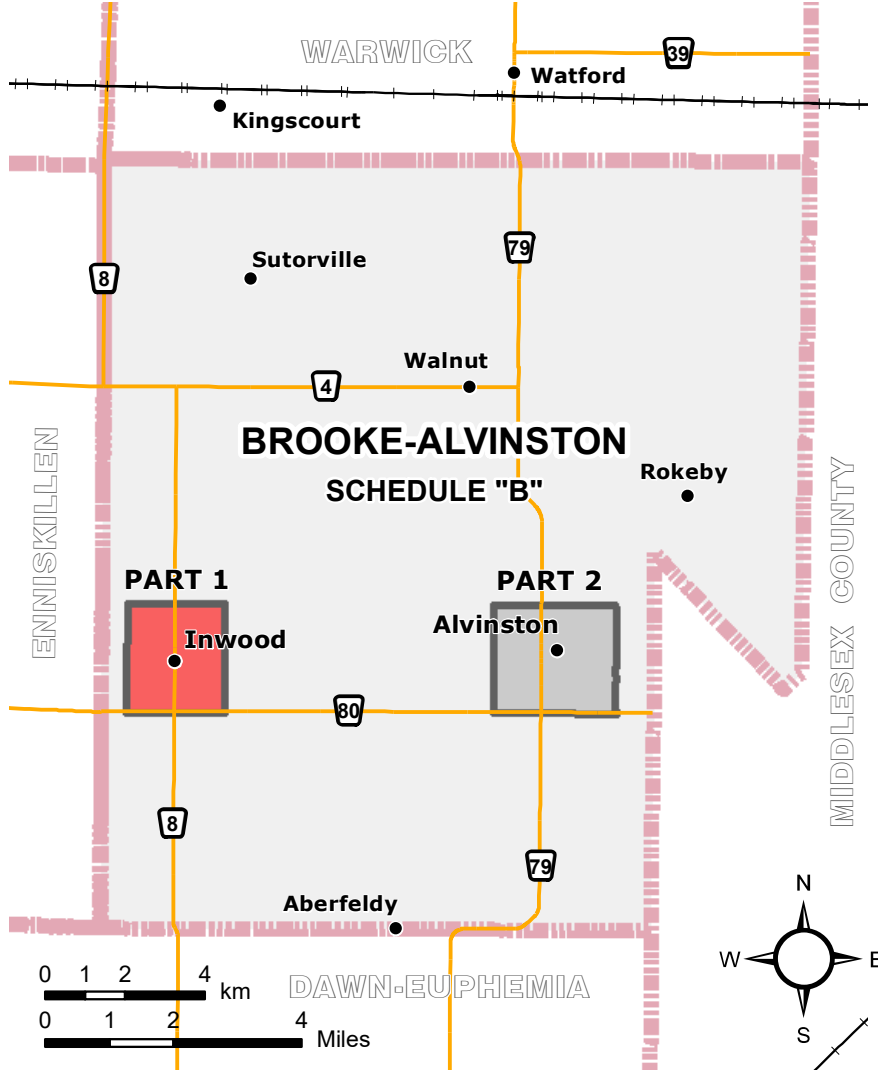 WARWICK
39
Watford
Kingscourt
79
Sutorville
8
Walnut
4
BROOKE-ALVINSTON
SCHEDULE "B"
Rokeby
ENNISKILLEN
MIDDLESEX COUNTY
PART 1
PART 2
Alvinston
Inwood
80
8
79
Aberfeldy
N
W
E
S
0 1 2 4
km
DAWN-EUPHEMIA
0 1 2 4
Miles